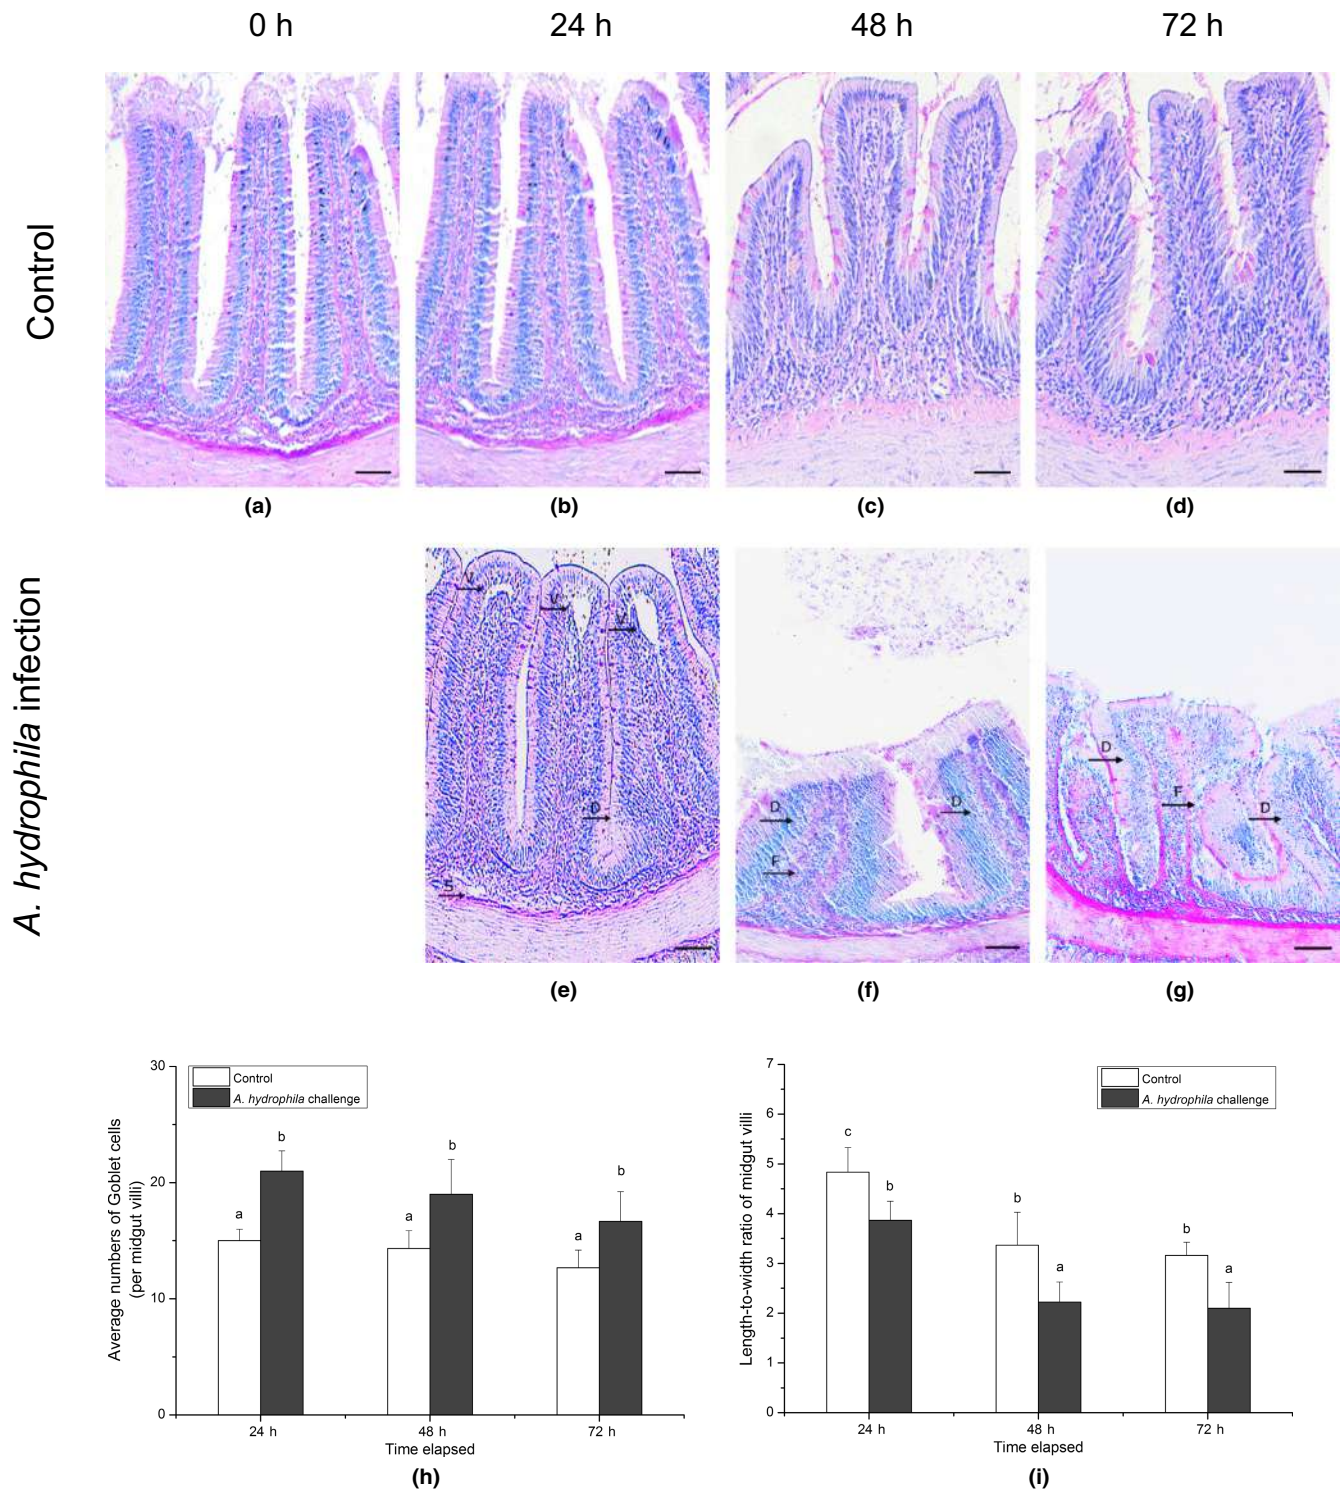 0 h 24 h 48 h 72 h
Control
(a) (b) (c) (d)
A. hydrophila infection
V V V D S
D D F
D F D
(e) (f) (g)
30
20
10
0
Control
A. hydrophila challenge
a b a b a b
Average numbers of Goblet cells
(per midgut villi)
24 h 48 h 72 h
Time elapsed
(h)
7
6
5
4
3
2
1
0
Control
A. hydrophila challenge
c b b a b a
Length-to-width ratio of midgut villi
24 h 48 h 72 h
Time elapsed
(i)